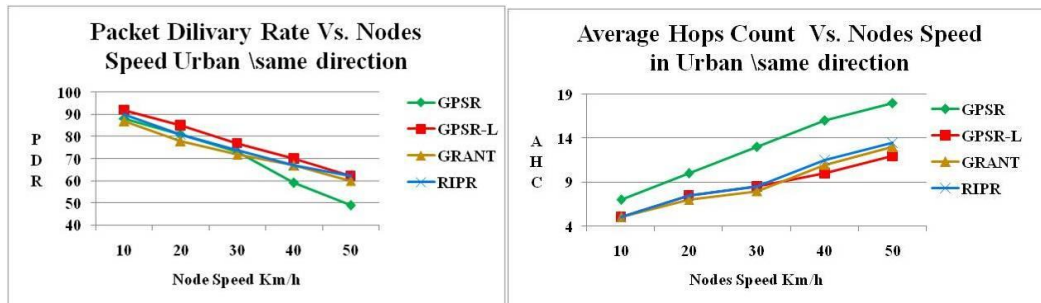 Packet Dilivary Rate Vs. Nodes
Speed Urban \same direction
100
90
80
70
60
50
40
P
D
R
10 20 30 40 50
Node Speed Km/h
GPSR
GPSR-L
GRANT
RIPR
Average Hops Count Vs. Nodes Speed
in Urban \same direction
19
14
9
4
A
H
C
10 20 30 40 50
Nodes Speed Km/h
GPSR
GPSR-L
GRANT
RIPR